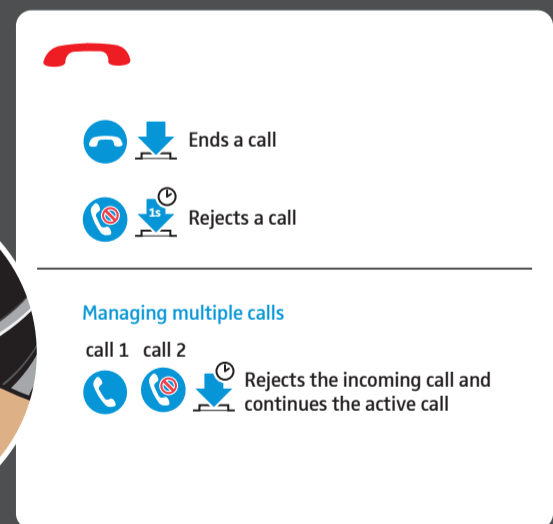 Ends a call
1s
Rejects a call
Managing multiple calls
call 1 call 2
Rejects the incoming call and
continues the active call